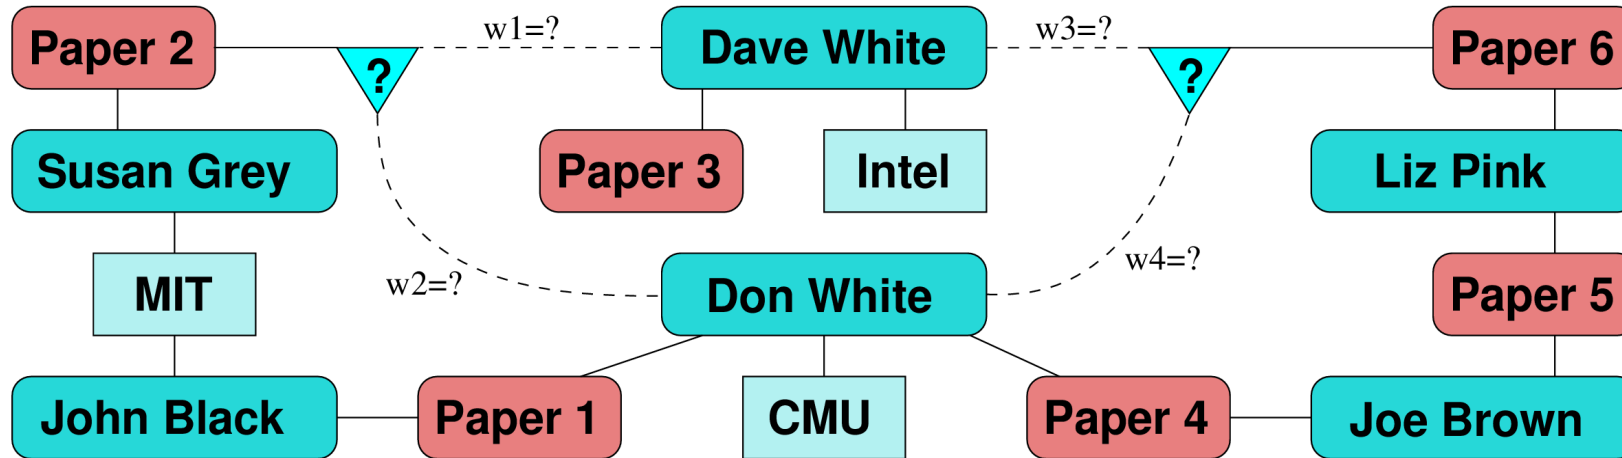 Paper 2
?
w1=?
Dave White
w3=?
?
Paper 6
Susan Grey
Paper 3
Intel
Liz Pink
MIT
w2=?
Don White
w4=?
Paper 5
John Black
Paper 1
CMU
Paper 4
Joe Brown